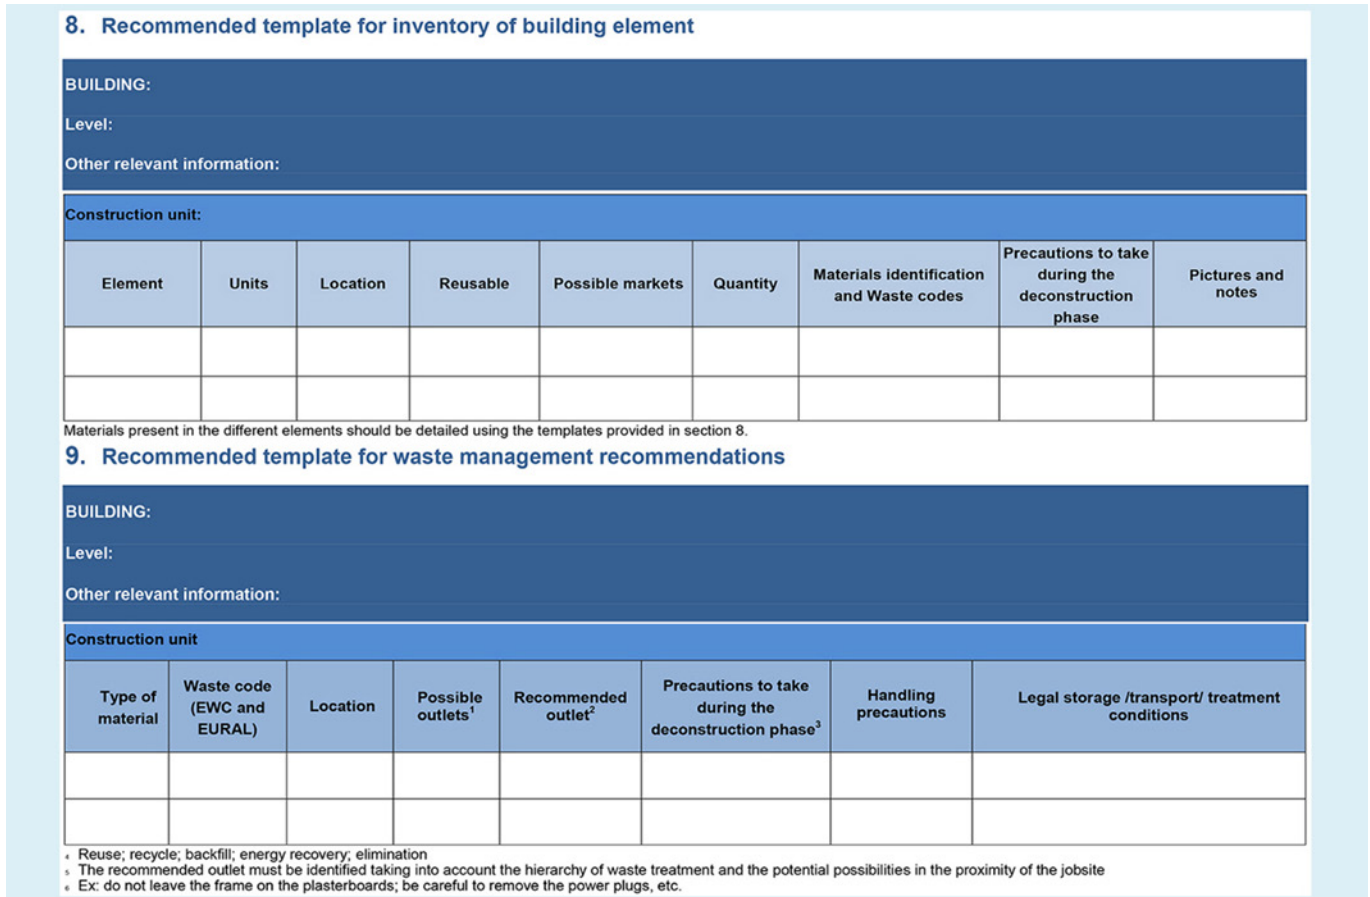 8. Recommended template for inventory of building element
BUILDING:
Level:
Other relevant information:
Construction unit:
Element Units Location Reusable Possible markets Quantity Materials identification and Waste codes Precautions to take during the deconstruction phase Pictures and notes
Materials present in the different elements should be detailed using the templates provided in section 8.
9. Recommended template for waste management recommendations
BUILDING:
Level:
Other relevant information:
Construction unit
Type of material Waste code (EWC and EURAL) Location Possible outlets1 Recommended outlet2 Precautions to take during the deconstruction phase3 Handling precautions Legal storage /transport/ treatment conditions
4 Reuse; recycle; backfill; energy recovery; elimination
5 The recommended outlet must be identified taking into account the hierarchy of waste treatment and the potential possibilities in the proximity of the jobsite
6 Ex: do not leave the frame on the plasterboards; be careful to remove the power plugs, etc.